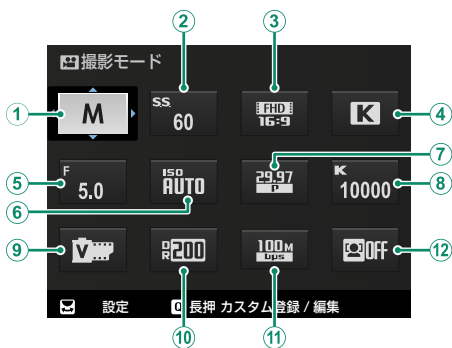 ② ③
撮影モード
① M S.S. 60 FHD 16:9 K ④
⑦
⑤ F 5.0 ISO AUTO 29.97 P K 10000 ⑧
⑥
⑨ V DR200 100M bps OFF ⑫
設定 Q 長押 カスタム登録 / 編集
⑩ ⑪